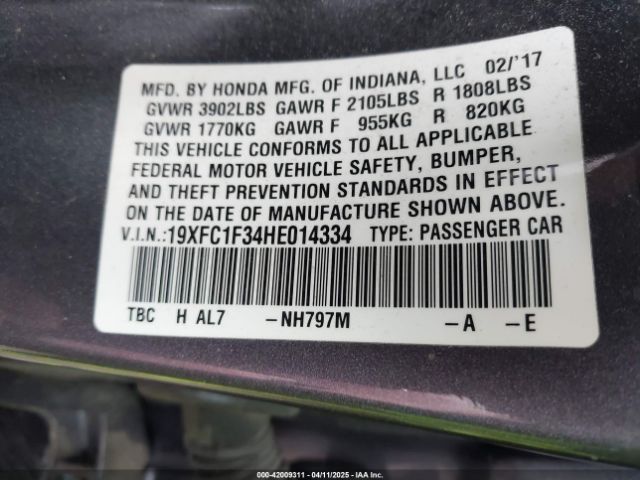 MFD. BY HONDA MFG. OF INDIANA, LLC 02/'17
GVWR 3902LBS GAWR F 2105LBS R 1808LBS
GVWR 1770KG GAWR F 955KG R 820KG
THIS VEHICLE CONFORMS TO ALL APPLICABLE
FEDERAL MOTOR VEHICLE SAFETY, BUMPER,
AND THEFT PREVENTION STANDARDS IN EFFECT
ON THE DATE OF MANUFACTURE SHOWN ABOVE.
V.I.N.:19XFC1F34HE014334 TYPE: PASSENGER CAR
TBC H AL7 -NH797M -A -E
000-42009311 - 04/11/2025 - IAAI.COM